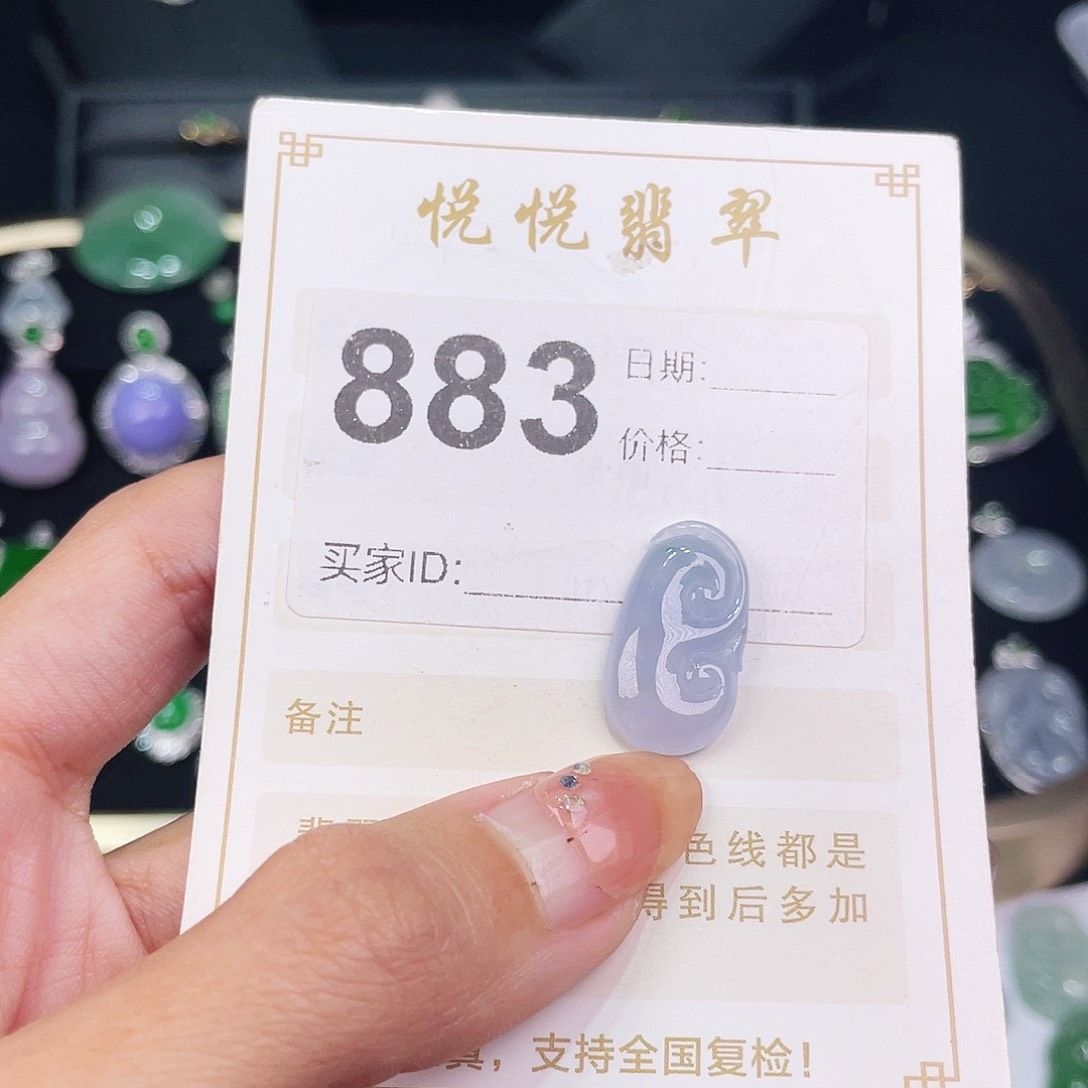 悦悦翡翠
883
日期:
价格:
买家ID:
备注
色线都是
得到后多加
真，支持全国复检!